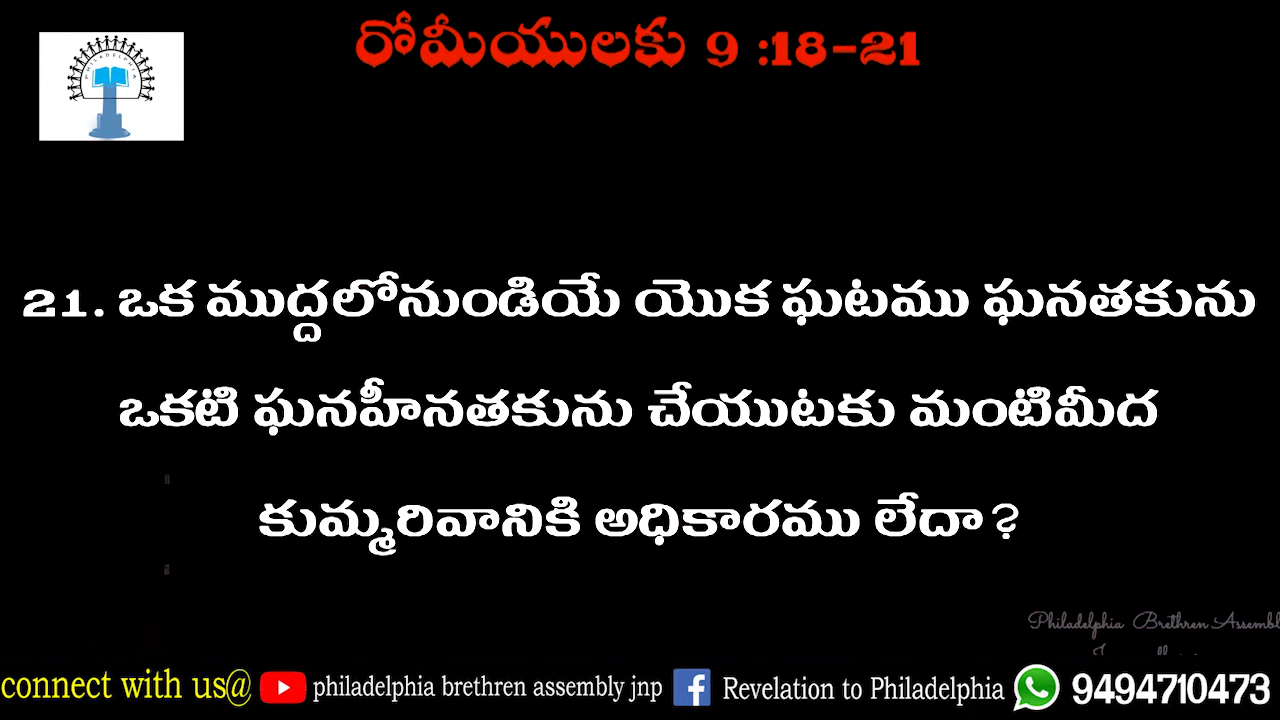 రోమీయులకు 9 :18-21
PHILADELPHIA
21. ఒక ముద్దలోనుండియే యొక ఘటము ఘనతకును
ఒకటి ఘనహీనతకును చేయుటకు మంటిమీద
కుమ్మరివానికి అధికారము లేదా?
Philadelphia Brethren Assembl
connect with us@ philadelphia brethren assembly jnp Revelation to Philadelphia 9494710473